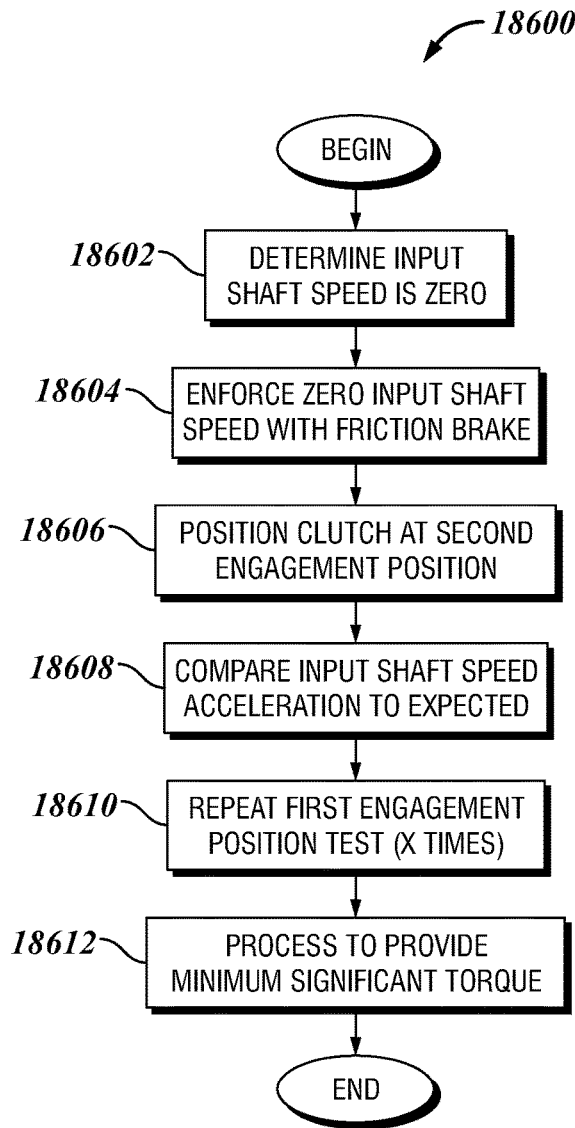 18600
BEGIN
18602
DETERMINE INPUT
SHAFT SPEED IS ZERO
18604
ENFORCE ZERO INPUT SHAFT
SPEED WITH FRICTION BRAKE
18606
POSITION CLUTCH AT SECOND
ENGAGEMENT POSITION
18608
COMPARE INPUT SHAFT SPEED
ACCELERATION TO EXPECTED
18610
REPEAT FIRST ENGAGEMENT
POSITION TEST (X TIMES)
18612
PROCESS TO PROVIDE
MINIMUM SIGNIFICANT TORQUE
END